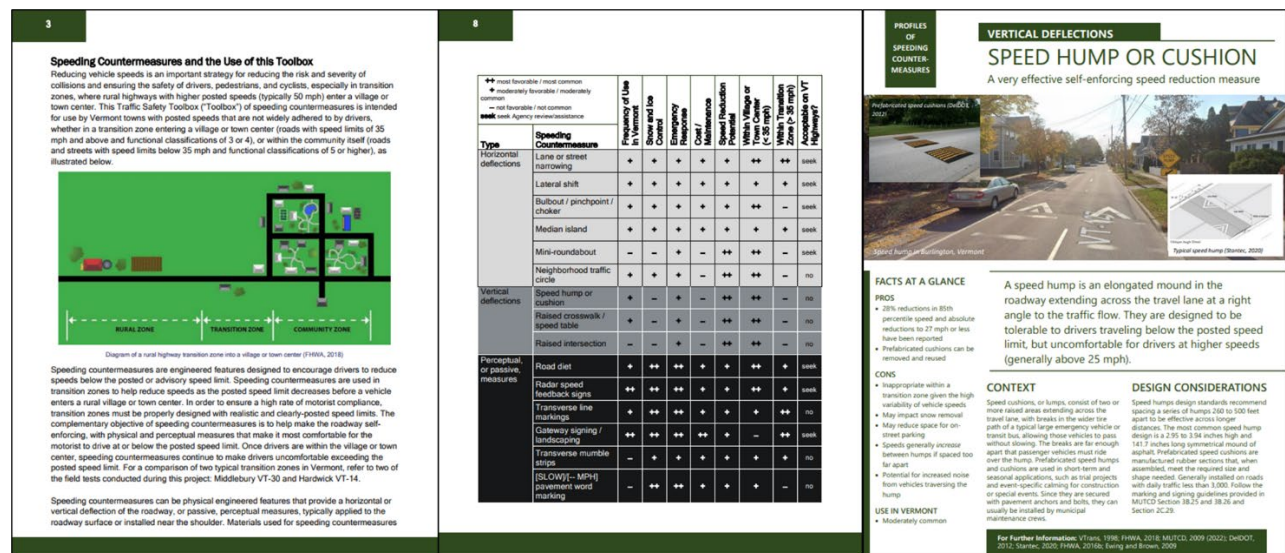 3
Speeding Countermeasures and the Use of this Toolbox
Reducing vehicle speeds is an important strategy for reducing the risk and severity of
collisions and ensuring the safety of drivers, pedestrians, and cyclists, especially in transition
zones, where rural highways with higher posted speeds (typically 50 mph) enter a village or
town center. This Traffic Safety Toolbox ("Toolbox") of speeding countermeasures is intended
for use by Vermont towns with posted speeds that are not widely adhered to by drivers,
whether in a transition zone entering a village or town center (roads with speed limits of 35
mph and above and functional classifications of 3 or 4), or within the community itself (roads
and streets with speed limits below 35 mph and functional classifications of 5 or higher), as
illustrated below.
RURAL ZONE TRANSITION ZONE COMMUNITY ZONE
Diagram of a rural highway transition zone into a village or town center (FHWA, 2018)
Speeding countermeasures are engineered features designed to encourage drivers to reduce
speeds below the posted or advisory speed limit. Speeding countermeasures are used in
transition zones to help reduce speeds as the posted speed limit decreases before a vehicle
enters a rural village or town center. In order to ensure a high rate of motorist compliance,
transition zones must be properly designed with realistic and clearly-posted speed limits. The
complementary objective of speeding countermeasures is to help make the roadway self-
enforcing, with physical and perceptual measures that make it most comfortable for the
motorist to drive at or below the posted speed limit. Once drivers are within the village or town
center, speeding countermeasures continue to make drivers uncomfortable exceeding the
posted speed limit. For a comparison of two typical transition zones in Vermont, refer to two of
the field tests conducted during this project: Middlebury VT-30 and Hardwick VT-14.
Speeding countermeasures can be physical engineered features that provide a horizontal or
vertical deflection of the roadway, or passive, perceptual measures, typically applied to the
roadway surface or installed near the shoulder. Materials used for speeding countermeasures
8
++ most favorable / most common
+ moderately favorable / moderately
common
– not favorable / not common
seek seek Agency review/assistance
Type
Speeding
Countermeasure
Frequency of Use
in Vermont
Snow and Ice
Control
Emergency
Response
Cost /
Maintenance
Speed Reduction
Potential
Within Village or
Town Center
(< 35 mph)
Within Transition
Zone (> 35 mph)
Acceptable on VT
Highways?
Horizontal
deflections
Lane or street
narrowing + + + + + ++ ++ seek
Lateral shift + + + + + + + seek
Bulbout / pinchpoint /
choker + + + + + ++ – seek
Median island + + + + + + + seek
Mini-roundabout – – + – ++ ++ – seek
Neighborhood traffic
circle + + + – ++ ++ – no
Vertical
deflections
Speed hump or
cushion + – + – ++ ++ – no
Raised crosswalk /
speed table + – + – ++ ++ – no
Raised intersection – – + – ++ ++ – no
Perceptual,
or passive,
measures
Road diet + ++ ++ + + ++ + seek
Radar speed
feedback signs ++ ++ ++ + + ++ + seek
Transverse line
markings + ++ ++ + + + ++ no
Gateway signing /
landscaping ++ ++ ++ ++ + – ++ seek
Transverse mumble
strips – + ++ + + + + no
[SLOW]/[-- MPH]
pavement word
marking – ++ ++ + + + – no
PROFILES
OF
SPEEDING
COUNTER-
MEASURES
VERTICAL DEFLECTIONS
SPEED HUMP OR CUSHION
A very effective self-enforcing speed reduction measure
Prefabricated speed cushions (DelDOT,
2012)
VT-15
Speed hump in Burlington, Vermont
Typical speed hump (Stantec, 2020)
FACTS AT A GLANCE
PROS
• 28% reductions in 85th
percentile speed and absolute
reductions to 27 mph or less
have been reported
• Prefabricated cushions can be
removed and reused
CONS
• Inappropriate within a
transition zone given the high
variability of vehicle speeds
• May impact snow removal
• May reduce space for on-
street parking
• Speeds generally increase
between humps if spaced too
far apart
• Potential for increased noise
from vehicles traversing the
hump
USE IN VERMONT
• Moderately common
A speed hump is an elongated mound in the
roadway extending across the travel lane at a right
angle to the traffic flow. They are designed to be
tolerable to drivers traveling below the posted speed
limit, but uncomfortable for drivers at higher speeds
(generally above 25 mph).
CONTEXT
Speed cushions, or lumps, consist of two or
more raised areas extending across the
travel lane, with breaks in the wider tire
path of a typical large emergency vehicle or
transit bus, allowing those vehicles to pass
without slowing. The breaks are far enough
apart that passenger vehicles must ride
over the hump. Prefabricated speed humps
and cushions are used in short-term and
seasonal applications, such as trial projects
and event-specific calming for construction
or special events. Since they are secured
with pavement anchors and bolts, they can
usually be installed by municipal
maintenance crews.
DESIGN CONSIDERATIONS
Speed humps design standards recommend
spacing a series of humps 260 to 500 feet
apart to be effective across longer
distances. The most common speed hump
design is a 2.95 to 3.94 inches high and
141.7 inches long symmetrical mound of
asphalt. Prefabricated speed cushions are
manufactured rubber sections that, when
assembled, meet the required size and
shape needed. Generally installed on roads
with daily traffic less than 3,000. Follow the
marking and signing guidelines provided in
MUTCD Section 3B.25 and 3B.26 and
Section 2C.29.
For Further Information: VTrans, 1998; FHWA, 2018; MUTCD, 2009 (2022); DelDOT,
2012; Stantec, 2020; FHWA, 2016b; Ewing and Brown, 2009